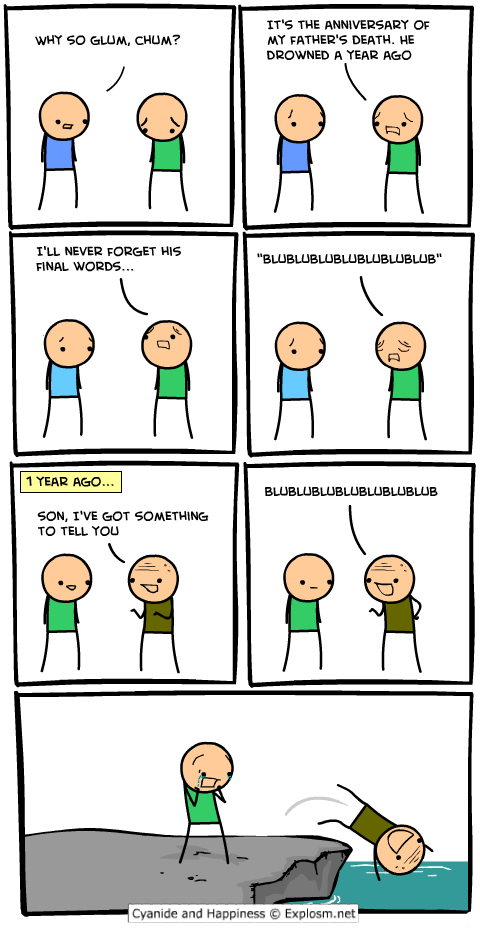 WHY SO GLUM, CHUM?
IT'S THE ANNIVERSARY OF
MY FATHER'S DEATH. HE
DROWNED A YEAR AGO
I'LL NEVER FORGET HIS
FINAL WORDS...
"BLUBLUBLUBLUBLUBLUBLUB"
1 YEAR AGO...
SON, I'VE GOT SOMETHING
TO TELL YOU
BLUBLUBLUBLUBLUBLUBLUB
Cyanide and Happiness © Explosm.net